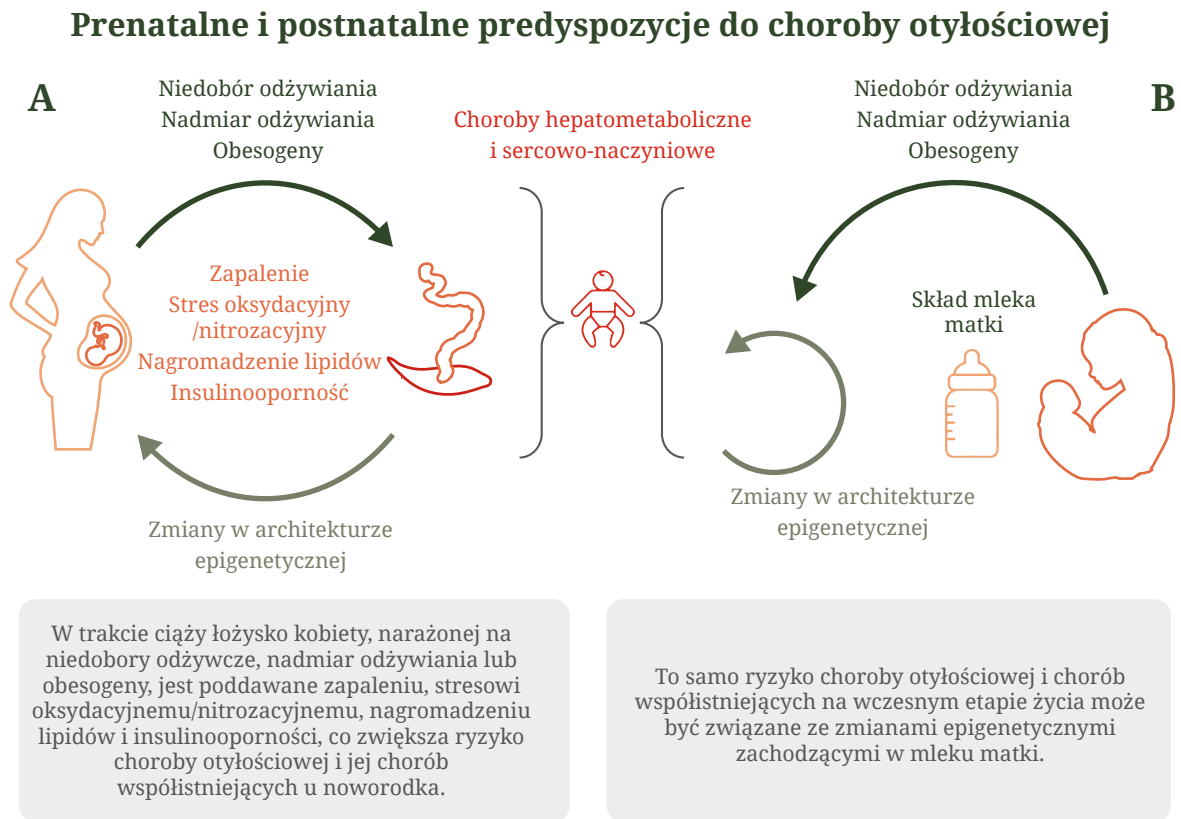 Prenatalne i postnatalne predyspozycje do choroby otyłościowej
A
Niedobór odżywiania
Nadmiar odżywiania
Obesogeny
Zapalenie
Stres oksydacyjny
/nitrozacyjny
Nagromadzenie lipidów
Insulinooporność
Zmiany w architekturze
epigenetycznej
Choroby hepatometaboliczne
i sercowo-naczyniowe
B
Niedobór odżywiania
Nadmiar odżywiania
Obesogeny
Skład mleka
matki
Zmiany w architekturze
epigenetycznej
W trakcie ciąży łożysko kobiety, narażonej na
niedobory odżywcze, nadmiar odżywiania lub
obesogeny, jest poddawane zapaleniu, stresowi
oksydacyjnemu/nitrozacyjnemu, nagromadzeniu
lipidów i insulinooporności, co zwiększa ryzyko
choroby otyłościowej i jej chorób
współistniejących u noworodka.
To samo ryzyko choroby otyłościowej i chorób
współistniejących na wczesnym etapie życia może
być związane ze zmianami epigenetycznymi
zachodzącymi w mleku matki.